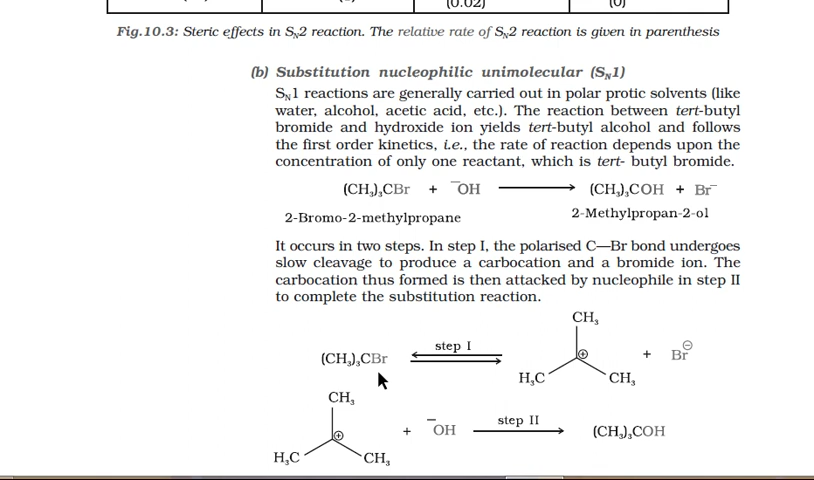 (0.02) (0)
Fig.10.3: Steric effects in SN2 reaction. The relative rate of SN2 reaction is given in parenthesis
(b) Substitution nucleophilic unimolecular (SN1)
SN1 reactions are generally carried out in polar protic solvents (like
water, alcohol, acetic acid, etc.). The reaction between tert-butyl
bromide and hydroxide ion yields tert-butyl alcohol and follows
the first order kinetics, i.e., the rate of reaction depends upon the
concentration of only one reactant, which is tert- butyl bromide.
(CH₃)₃CBr + ⁻OH ⟶ (CH₃)₃COH + Br⁻
2-Bromo-2-methylpropane 2-Methylpropan-2-ol
It occurs in two steps. In step I, the polarised C—Br bond undergoes
slow cleavage to produce a carbocation and a bromide ion. The
carbocation thus formed is then attacked by nucleophile in step II
to complete the substitution reaction.
CH₃
step I
(CH₃)₃CBr ⇌ ⊕ + Br⊖
H₃C CH₃
CH₃
step II
⊕ + ⁻OH ⟶ (CH₃)₃COH
H₃C CH₃